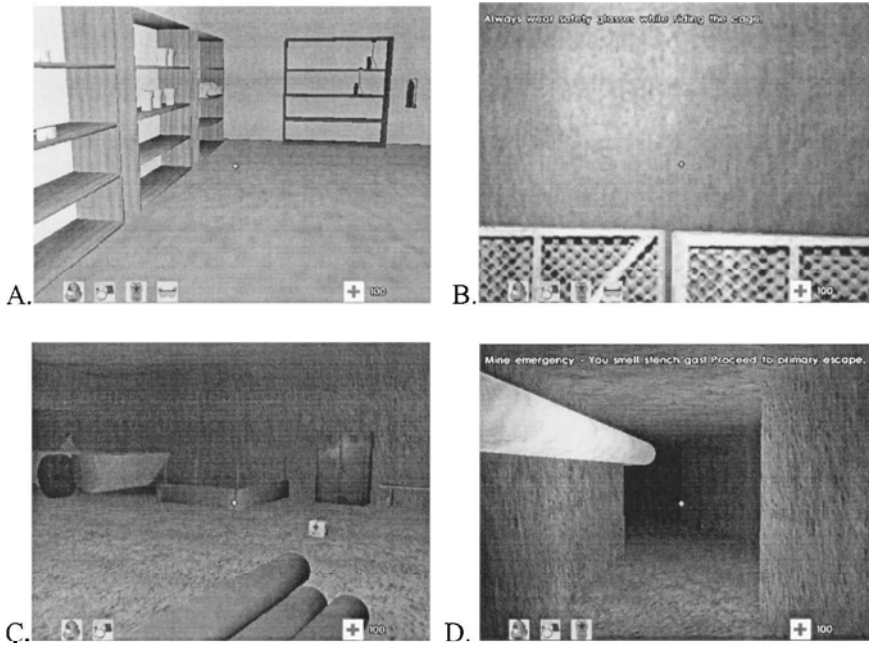 Always wear safety glasses while riding the cage.
A.
100
B.
100
Mine emergency - You smell stench gas! Proceed to primary escape.
C.
100
D.
100